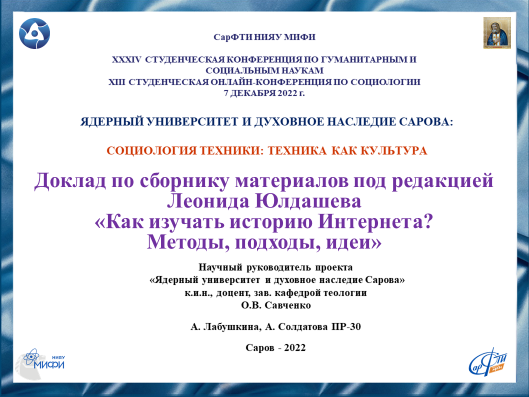 СарФТИ НИЯУ МИФИ
XXXIV СТУДЕНЧЕСКАЯ КОНФЕРЕНЦИЯ ПО ГУМАНИТАРНЫМ И
СОЦИАЛЬНЫМ НАУКАМ
XIII СТУДЕНЧЕСКАЯ ОНЛАЙН-КОНФЕРЕНЦИЯ ПО СОЦИОЛОГИИ
7 ДЕКАБРЯ 2022 г.
ЯДЕРНЫЙ УНИВЕРСИТЕТ И ДУХОВНОЕ НАСЛЕДИЕ САРОВА:
СОЦИОЛОГИЯ ТЕХНИКИ: ТЕХНИКА КАК КУЛЬТУРА
Доклад по сборнику материалов под редакцией
Леонида Юлдашева
«Как изучать историю Интернета?
Методы, подходы, идеи»
Научный руководитель проекта
«Ядерный университет и духовное наследие Сарова»
к.и.н., доцент, зав. кафедрой теологии
О.В. Савченко
А. Лабушкина, А. Солдатова ПР-30
Саров - 2022
НИЯУ
МИФИ
СарФТИ